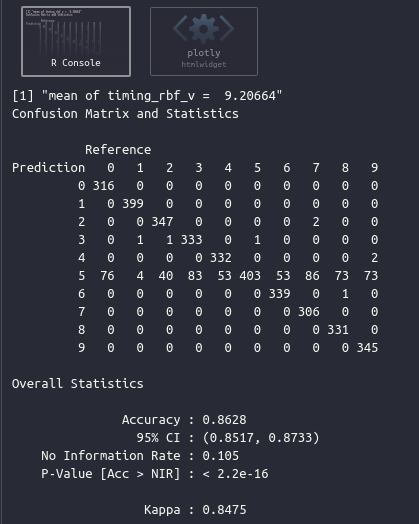 R Console
plotly
htmlwidget
[1] "mean of timing_rbf_v =  9.20664"
Confusion Matrix and Statistics
          Reference
Prediction   0   1   2   3   4   5   6   7   8   9
         0 316   0   0   0   0   0   0   0   0   0
         1   0 399   0   0   0   0   0   0   0   0
         2   0   0 347   0   0   0   0   2   0   0
         3   0   1   1 333   0   1   0   0   0   0
         4   0   0   0   0 332   0   0   0   0   2
         5  76   4  40  83  53 403  53  86  73  73
         6   0   0   0   0   0   0 339   0   1   0
         7   0   0   0   0   0   0   0 306   0   0
         8   0   0   0   0   0   0   0   0 331   0
         9   0   0   0   0   0   0   0   0   0 345
Overall Statistics
               Accuracy : 0.8628
                 95% CI : (0.8517, 0.8733)
    No Information Rate : 0.105
    P-Value [Acc > NIR] : < 2.2e-16
                  Kappa : 0.8475